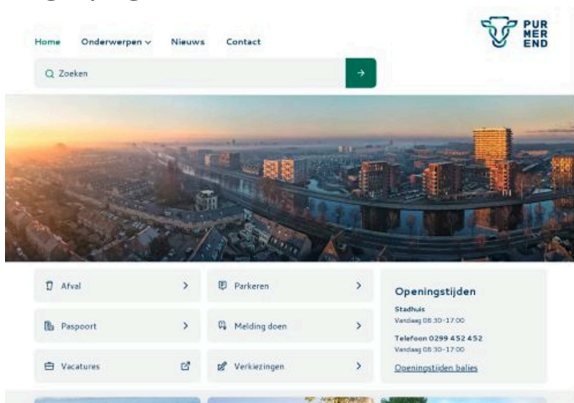 Home Onderwerpen Nieuws Contact
PUR
MER
END
Zoeken
Afval
Parkeren
Paspoort
Melding doen
Vacatures
Verkiezingen
Openingstijden
Stadhuis
Vandaag 08:30-17:00
Telefoon 0299 452 452
Vandaag 08:30-17:00
Openingstijden balies